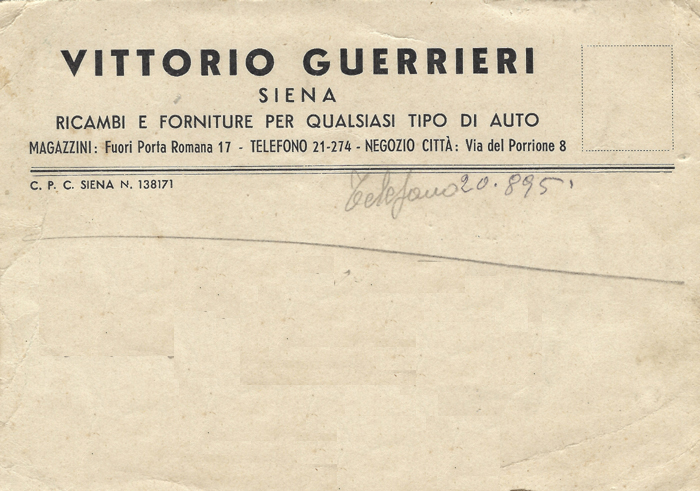 VITTORIO GUERRIERI
SIENA
RICAMBI E FORNITURE PER QUALSIASI TIPO DI AUTO
MAGAZZINI: Fuori Porta Romana 17 - TELEFONO 21-274 - NEGOZIO CITTÀ: Via del Porrione 8
C. P. C. SIENA N. 138171
Telefono 20.895.